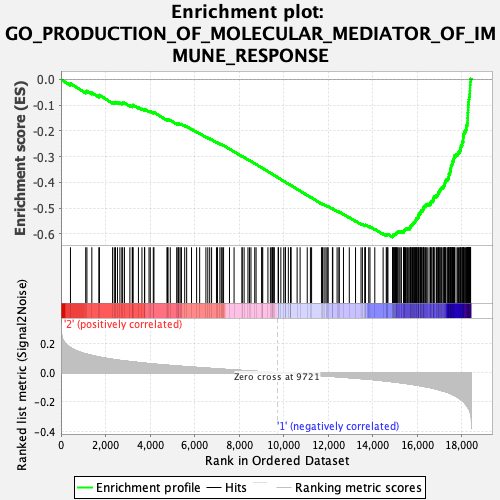 Enrichment plot:
GO_PRODUCTION_OF_MOLECULAR_MEDIATOR_OF_IM
MUNE_RESPONSE
Enrichment score (ES)
0.0
-0.1
-0.2
-0.3
-0.4
-0.5
-0.6
'2' (positively correlated)
Ranked list metric (Signal2Noise)
0.2
0.0
-0.2
-0.4
Zero cross at 9721
'1' (negatively correlated)
0
2,000
4,000
6,000
8,000
10,000
12,000
14,000
16,000
18,000
Rank in Ordered Dataset
Enrichment profile
Hits
Ranking metric scores